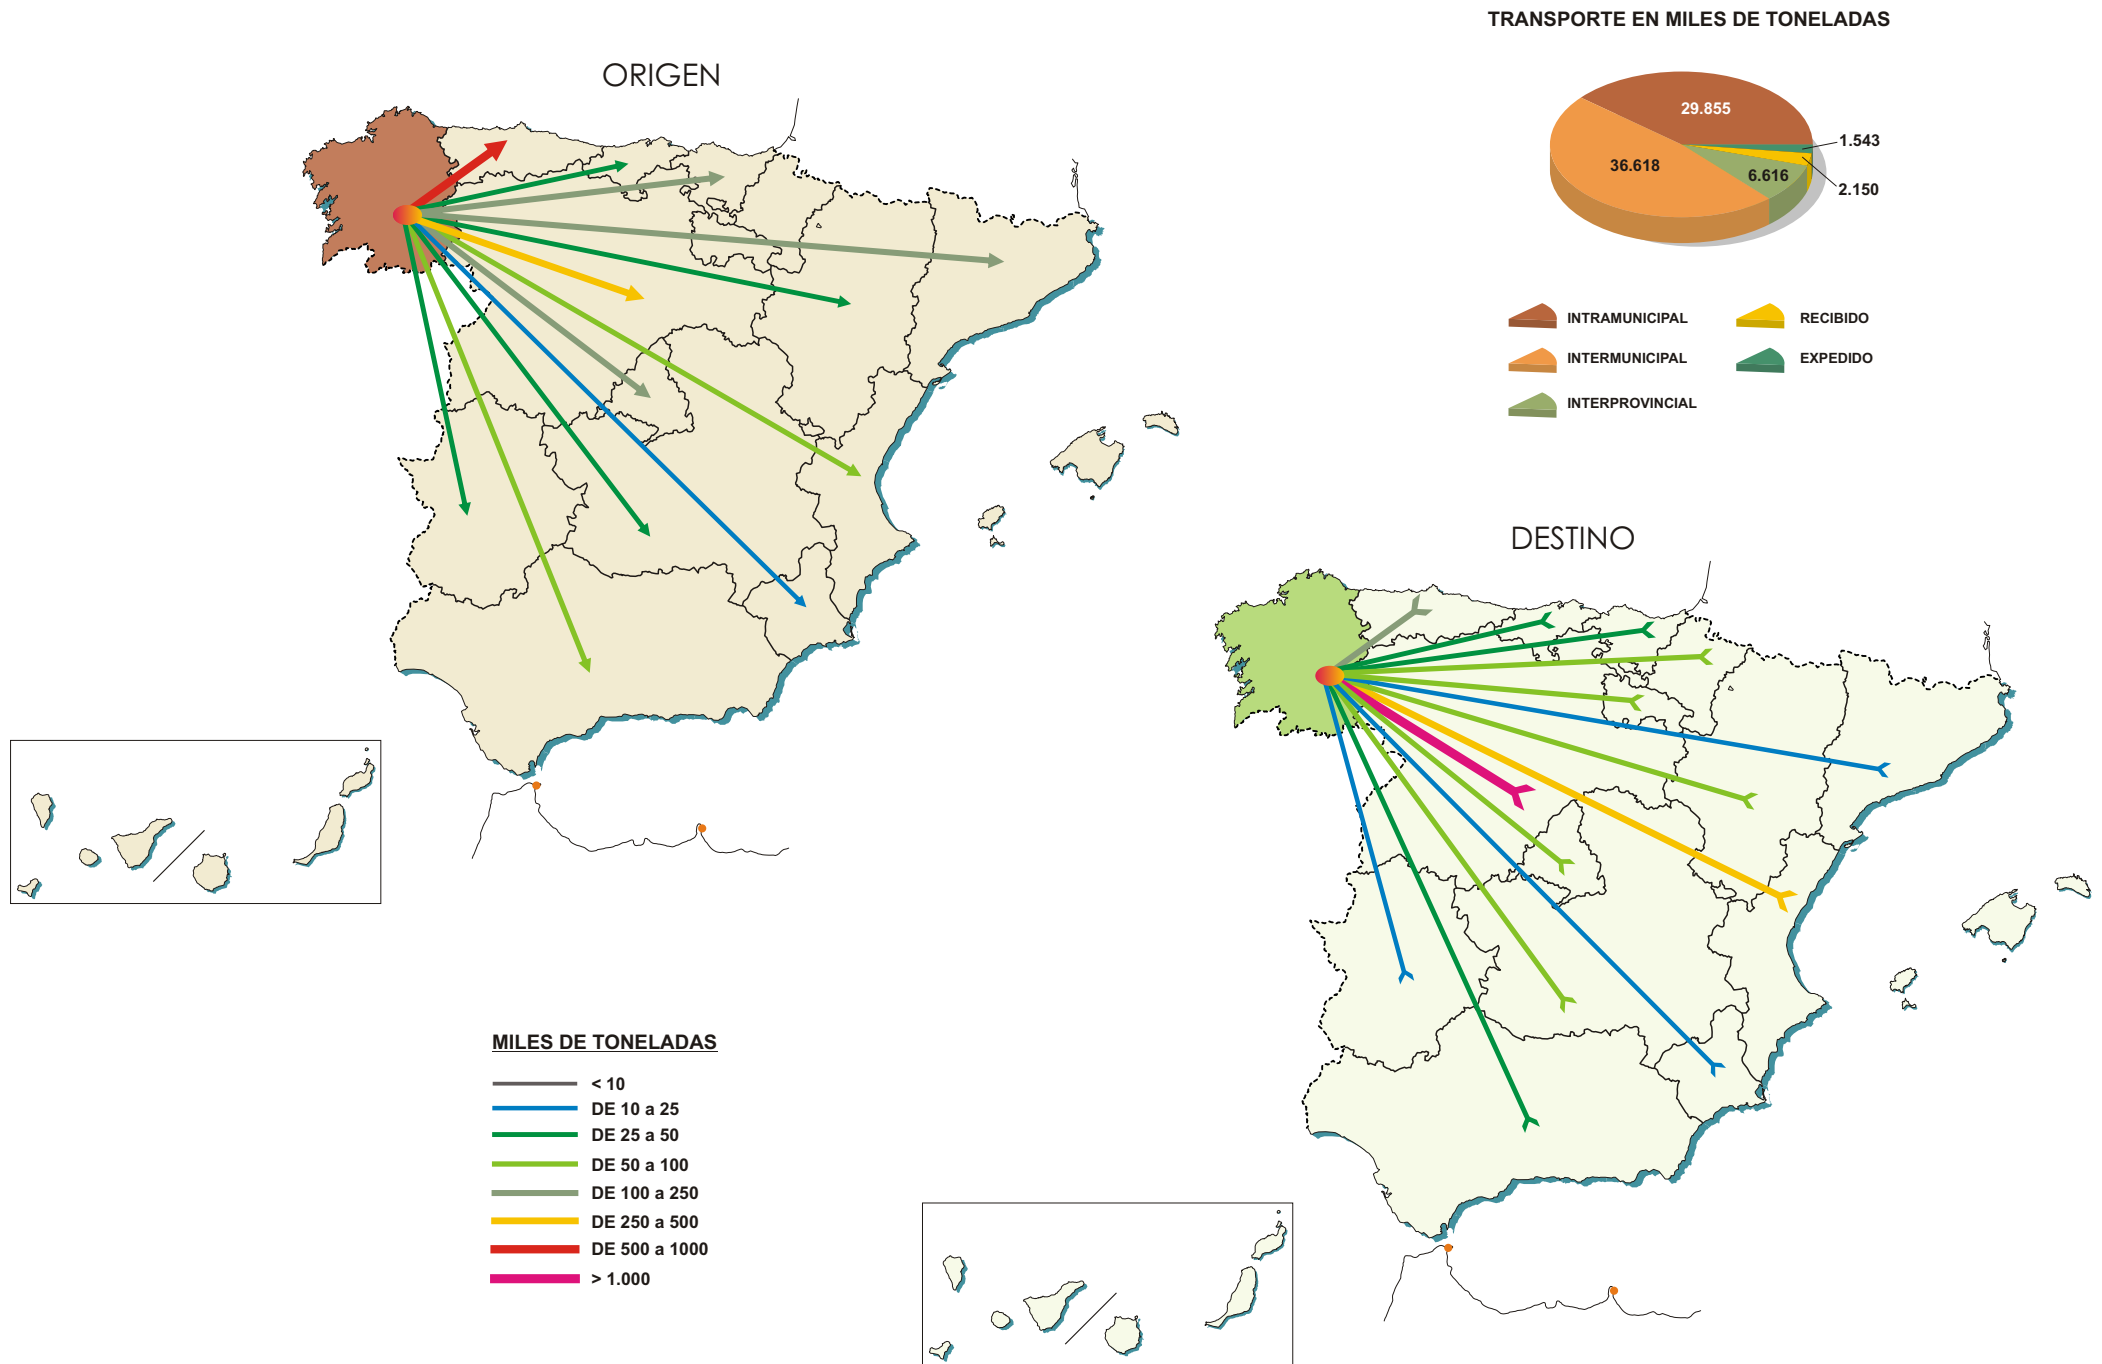 TRANSPORTE EN MILES DE TONELADAS
ORIGEN
29.855
1.543
36.618
6.616
2.150
INTRAMUNICIPAL
RECIBIDO
INTERMUNICIPAL
EXPEDIDO
INTERPROVINCIAL
DESTINO
MILES DE TONELADAS
< 10
DE 10 a 25
DE 25 a 50
DE 50 a 100
DE 100 a 250
DE 250 a 500
DE 500 a 1000
> 1.000